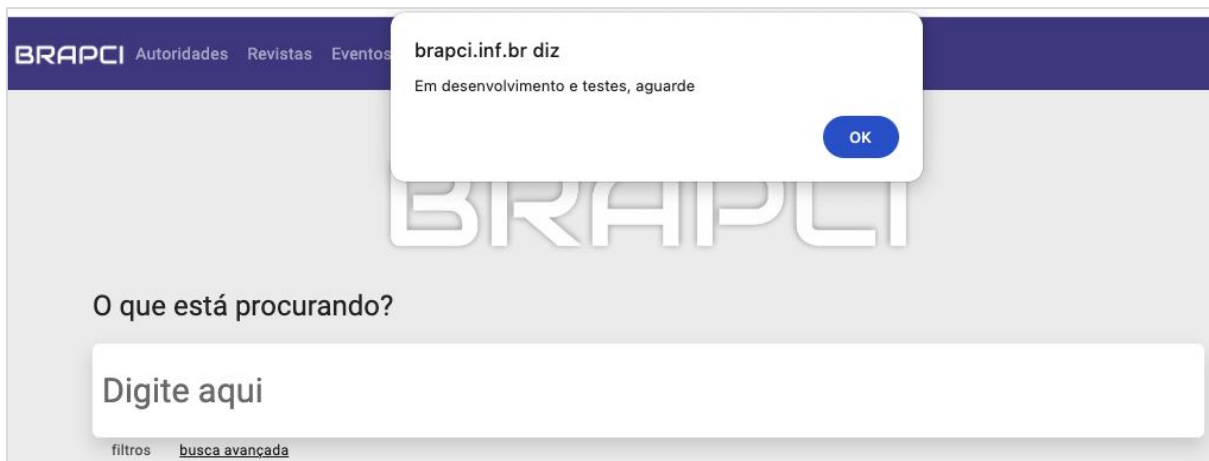 BRAPCI Autoridades Revistas Eventos
brapci.inf.br diz
Em desenvolvimento e testes, aguarde
OK
BRAPCI
O que está procurando?
Digite aqui
filtros busca avançada